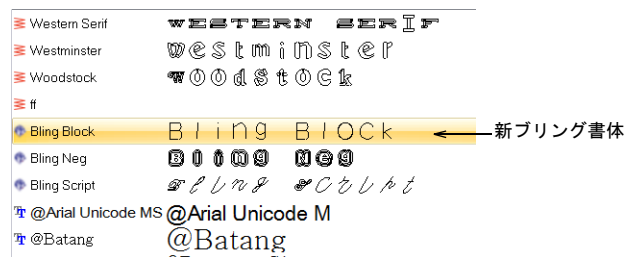 Western Serif WESTERN SERIF
Westminster Westminster
Woodstock Woodstock
ff
Bling Block Bling Block 新ブリング書体
Bling Neg Bling Neg
Bling Script Bling Script
@Arial Unicode MS @Arial Unicode M
@Batang @Batang